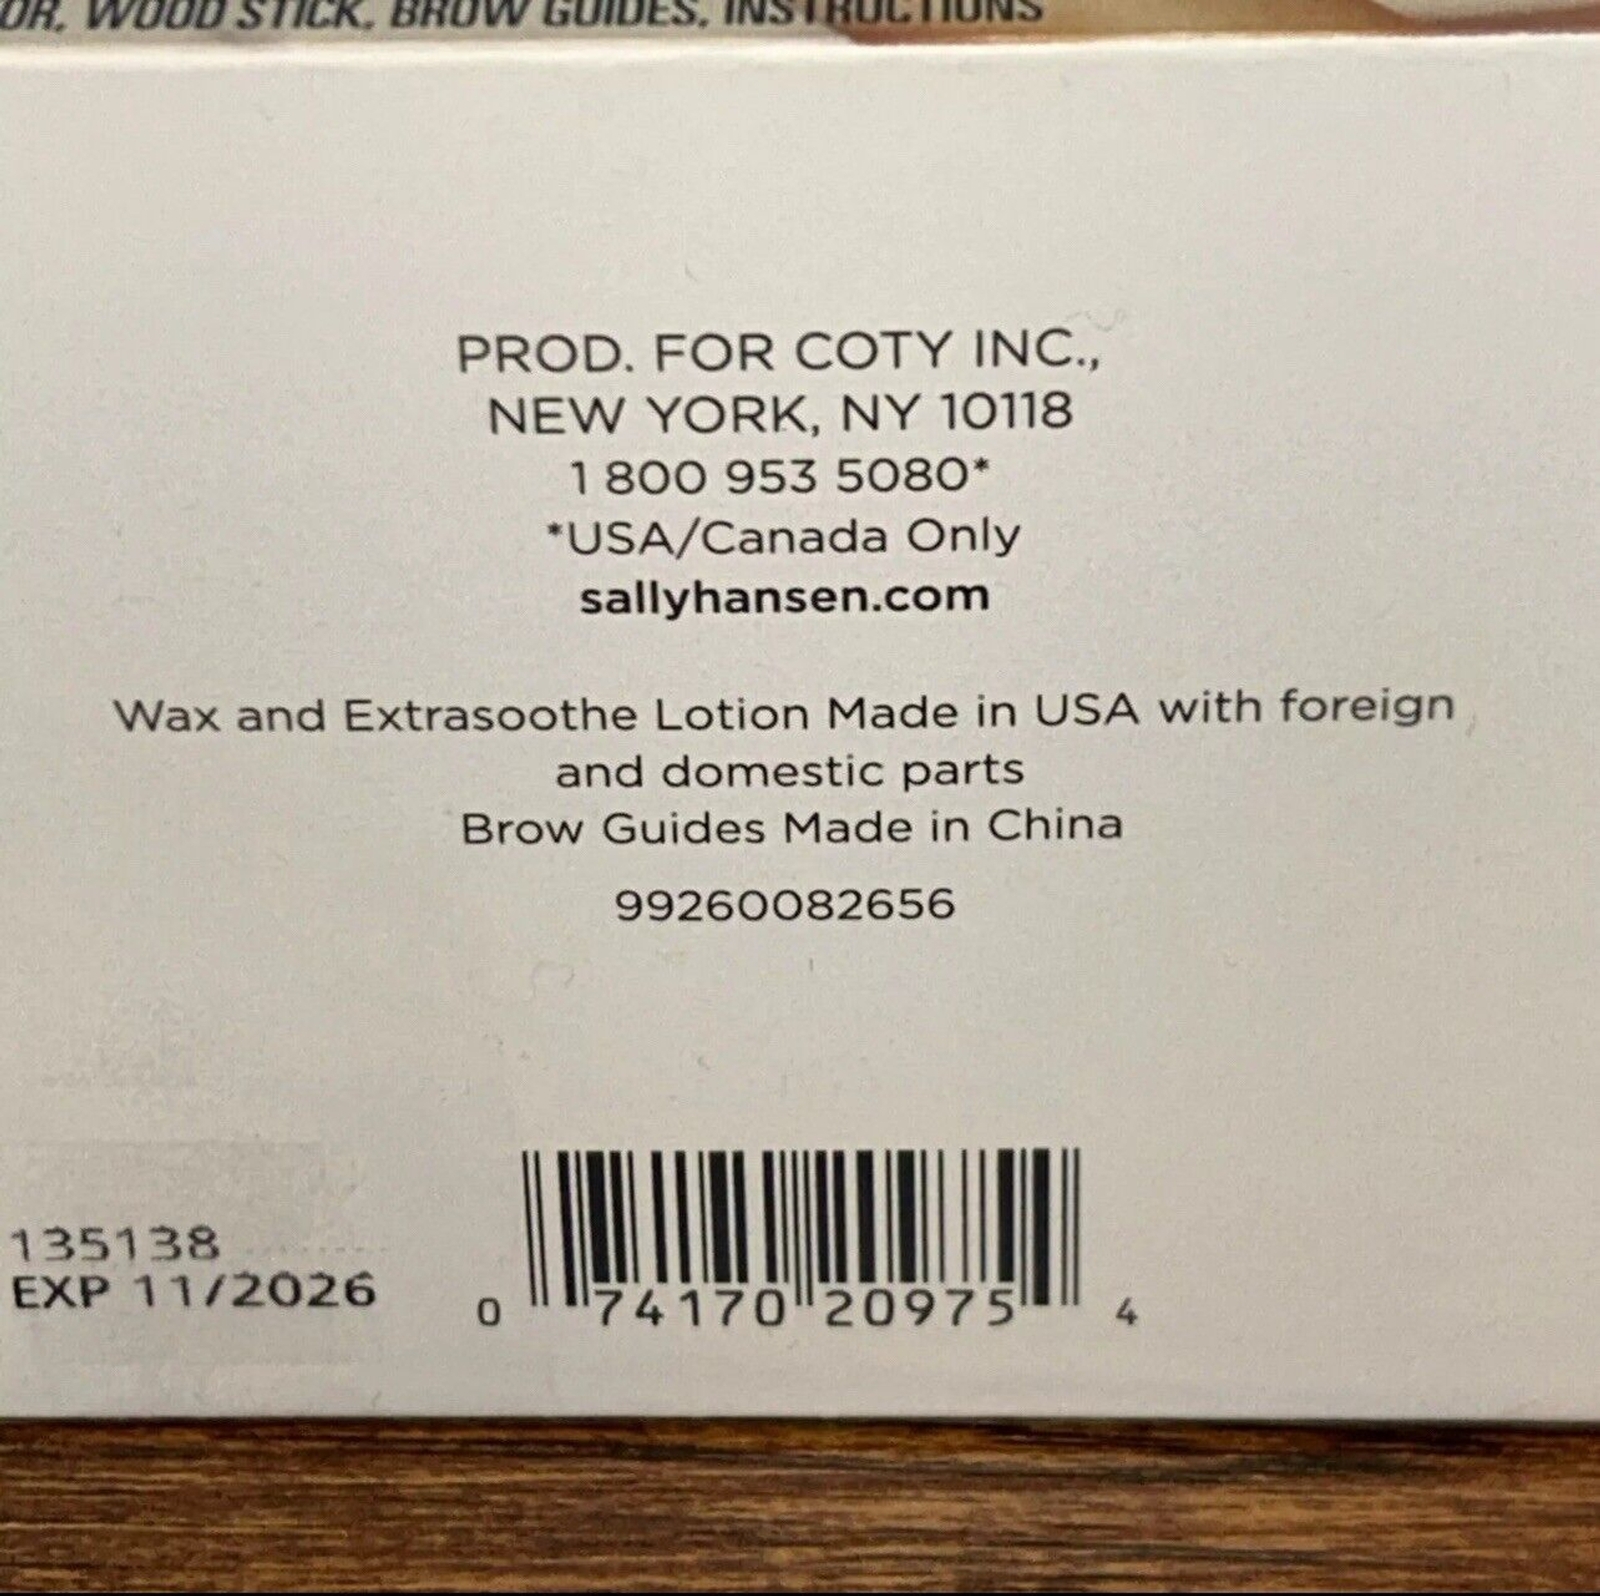 OR, WOOD STICK, BROW GUIDES, INSTRUCTIONS
PROD. FOR COTY INC.,
NEW YORK, NY 10118
1 800 953 5080*
*USA/Canada Only
sallyhansen.com
Wax and Extrasoothe Lotion Made in USA with foreign
and domestic parts
Brow Guides Made in China
99260082656
135138
EXP 11/2026
0 74170 20975 4